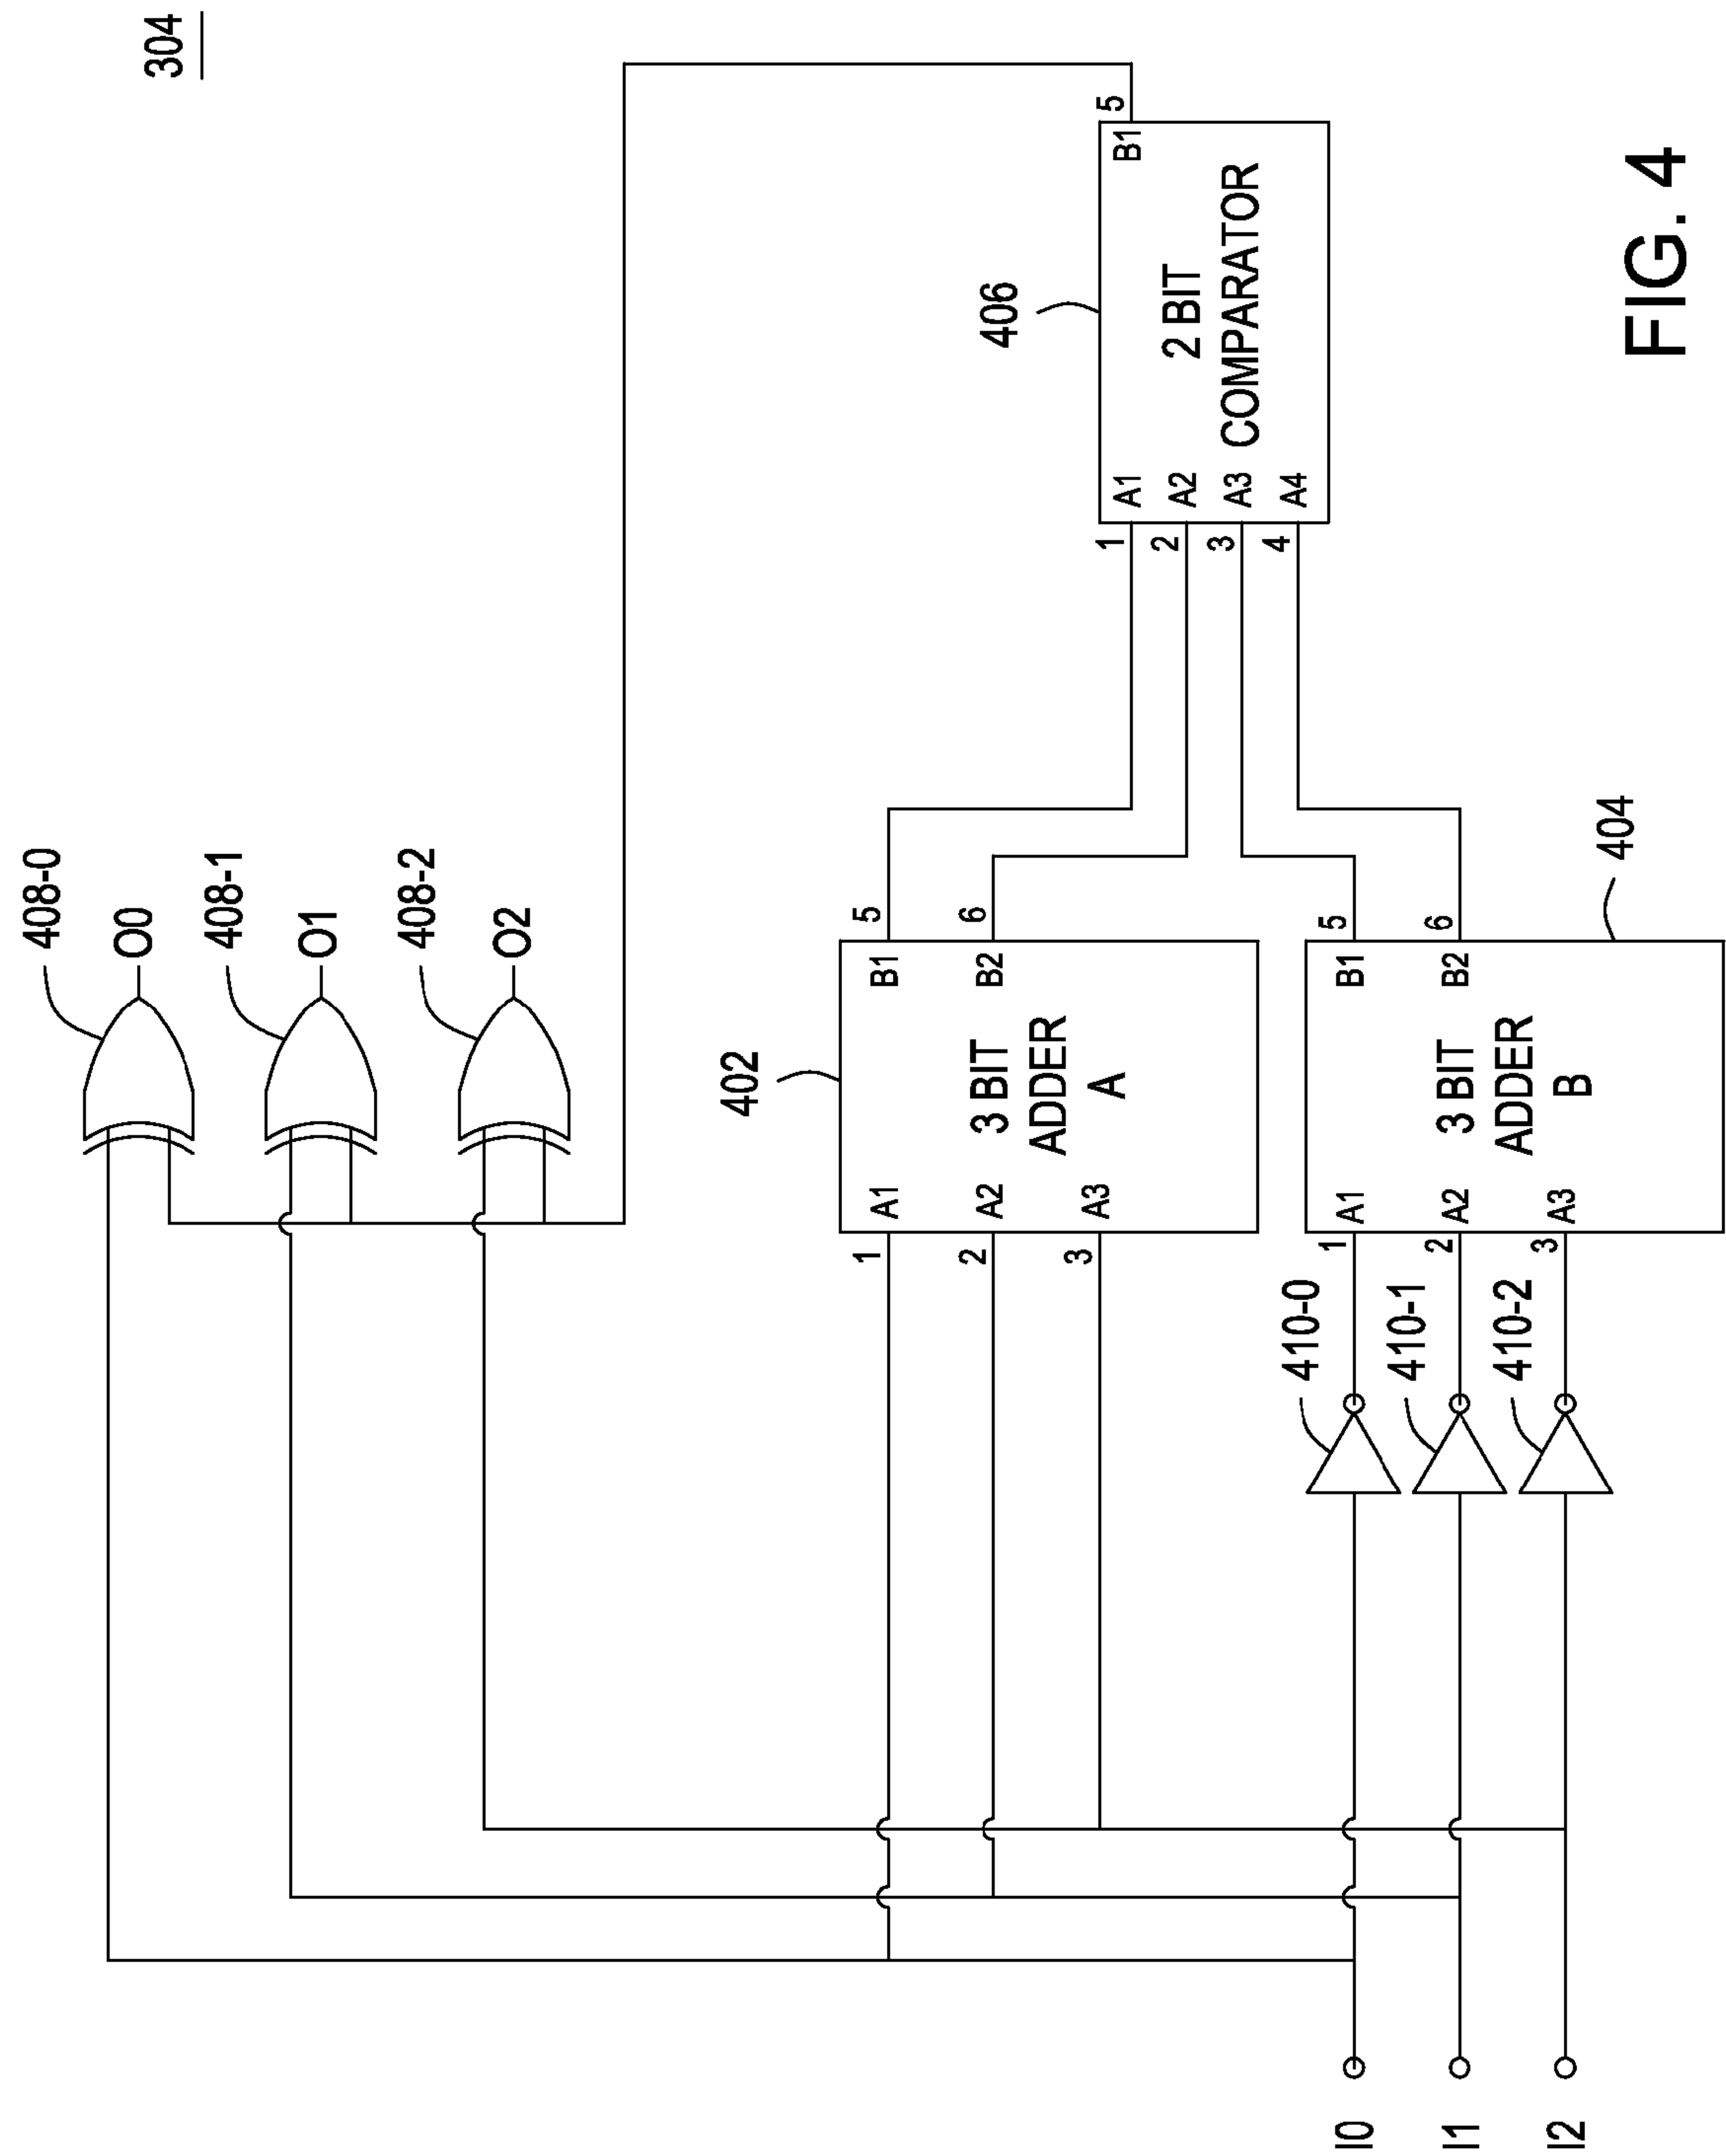 304
408-0
O0
408-1
O1
408-2
O2
402
A1
A2
A3
B1
B2
1
2
3
5
6
3 BIT
ADDER
A
406
A1
A2
A3
A4
B1
1
2
3
4
5
2 BIT
COMPARATOR
410-0
410-1
410-2
A1
A2
A3
B1
B2
1
2
3
5
6
3 BIT
ADDER
B
404
I0
I1
I2
FIG. 4